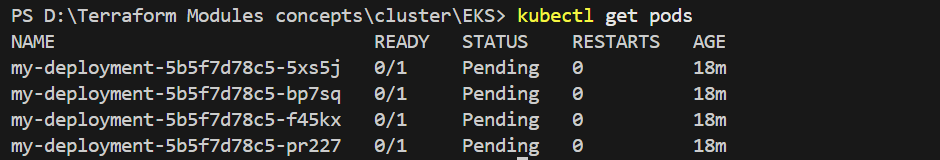 PS D:\Terraform Modules concepts\cluster\EKS> kubectl get pods
NAME READY STATUS RESTARTS AGE
my-deployment-5b5f7d78c5-5xs5j 0/1 Pending 0 18m
my-deployment-5b5f7d78c5-bp7sq 0/1 Pending 0 18m
my-deployment-5b5f7d78c5-f45kx 0/1 Pending 0 18m
my-deployment-5b5f7d78c5-pr227 0/1 Pending 0 18m